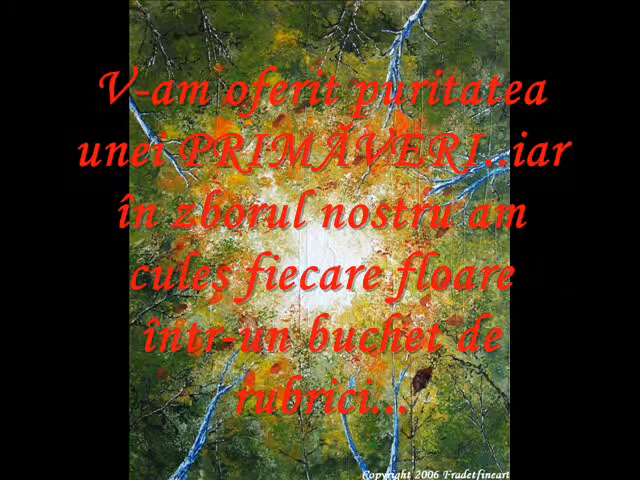 V-am oferit puritatea
unei PRIMĂVERI..iar
în zborul nostru am
cules fiecare floare
într-un buchet de
rubrici...
Copyright 2006 Fradetfineart